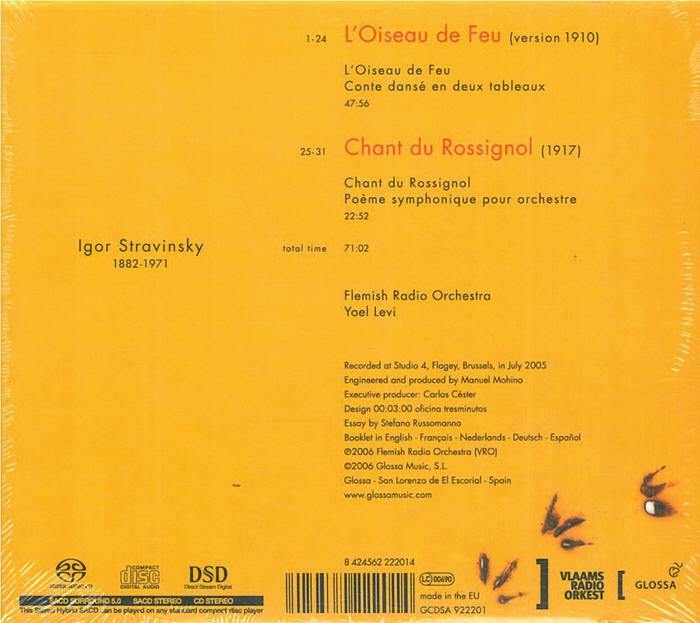 1-24 L'Oiseau de Feu (version 1910)
L'Oiseau de Feu
Conte dansé en deux tableaux
47:56
25-31 Chant du Rossignol (1917)
Chant du Rossignol
Poème symphonique pour orchestre
22:52
Igor Stravinsky
1882-1971
total time 71:02
Flemish Radio Orchestra
Yoel Levi
Recorded at Studio 4, Flagey, Brussels, in July 2005
Engineered and produced by Manuel Mohino
Executive producer: Carlos Céster
Design 00:03:00 oficina tresminutos
Essay by Stefano Russomanno
Booklet in English - Français - Nederlands - Deutsch - Español
℗2006 Flemish Radio Orchestra (VRO)
©2006 Glossa Music, S.L.
Glossa - San Lorenzo de El Escorial - Spain
www.glossamusic.com
SUPER AUDIO CD
COMPACT
disc
DIGITAL AUDIO
DSD
Direct Stream Digital
SACD SURROUND 5.0 SACD STEREO CD STEREO
This Stereo Hybrid SACD can be played on any standard compact disc player
8 424562 222014
LC 00690
made in the EU
GCDSA 922201
VLAAMS
RADIO
ORKEST
GLOSSA